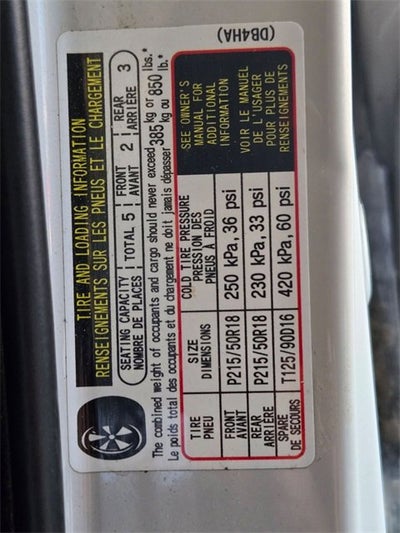 TIRE AND LOADING INFORMATION
RENSEIGNEMENTS SUR LES PNEUS ET LE CHARGEMENT
SEATING CAPACITY TOTAL 5 FRONT 2 REAR 3
NOMBRE DE PLACES AVANT ARRIÈRE
The combined weight of occupants and cargo should never exceed 385 kg or 850 lbs.*
Le poids total des occupants et du chargement ne doit jamais dépasser kg ou lb.*
TIRE SIZE COLD TIRE PRESSURE
PNEU DIMENSIONS PRESSION DES PNEUS À FROID
FRONT P215/50R18 250 kPa, 36 psi
AVANT
REAR P215/50R18 230 kPa, 33 psi
ARRIÈRE
SPARE T125/90D16 420 kPa, 60 psi
DE SECOURS
SEE OWNER'S
MANUAL FOR
ADDITIONAL
INFORMATION
VOIR LE MANUEL
DE L'USAGER
POUR PLUS DE
RENSEIGNEMENTS
(DB4HA)